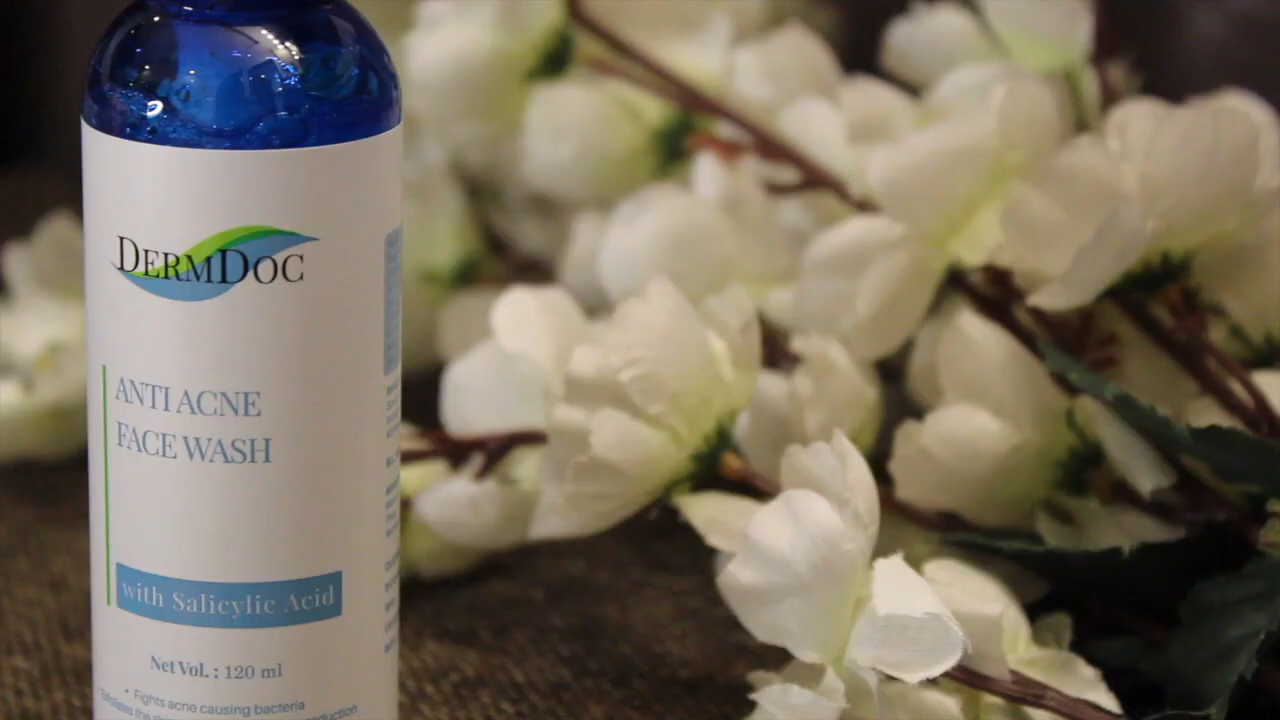 DERMDOC
ANTI ACNE
FACE WASH
with Salicylic Acid
Net Vol. : 120 ml
• Fights acne causing bacteria